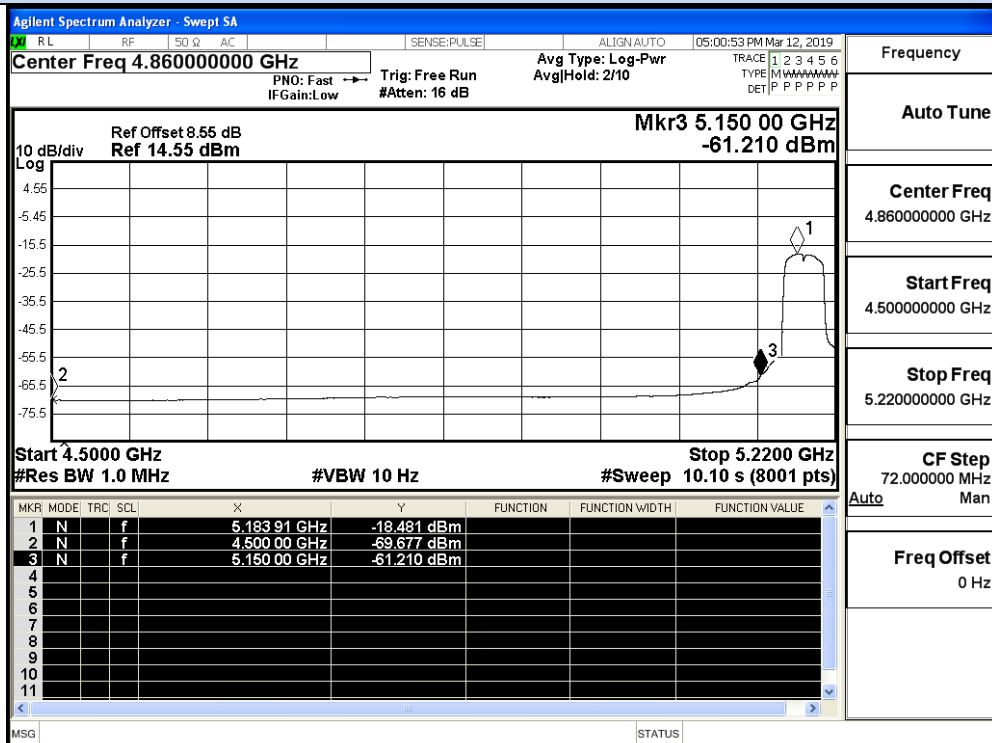 Agilent Spectrum Analyzer - Swept SA
LXI RL RF 50 Ω AC SENSE:PULSE ALIGN AUTO 05:00:53 PM Mar 12, 2019
Center Freq 4.860000000 GHz
PNO: Fast
IFGain:Low
Trig: Free Run
#Atten: 16 dB
Avg Type: Log-Pwr
Avg|Hold: 2/10
TRACE 1 2 3 4 5 6
TYPE M WWWWW
DET P P P P P P
Ref Offset 8.55 dB
10 dB/div Ref 14.55 dBm
Log
Mkr3 5.150 00 GHz
-61.210 dBm
4.55
-5.45
-15.5
-25.5
-35.5
-45.5
-55.5
-65.5
-75.5
1
2
3
Start 4.5000 GHz Stop 5.2200 GHz
#Res BW 1.0 MHz #VBW 10 Hz #Sweep 10.10 s (8001 pts)
MKR MODE TRC SCL X Y FUNCTION FUNCTION WIDTH FUNCTION VALUE
1 N f 5.183 91 GHz -18.481 dBm
2 N f 4.500 00 GHz -69.677 dBm
3 N f 5.150 00 GHz -61.210 dBm
4
5
6
7
8
9
10
11
MSG STATUS
Frequency
Auto Tune
Center Freq
4.860000000 GHz
Start Freq
4.500000000 GHz
Stop Freq
5.220000000 GHz
CF Step
72.000000 MHz
Auto Man
Freq Offset
0 Hz